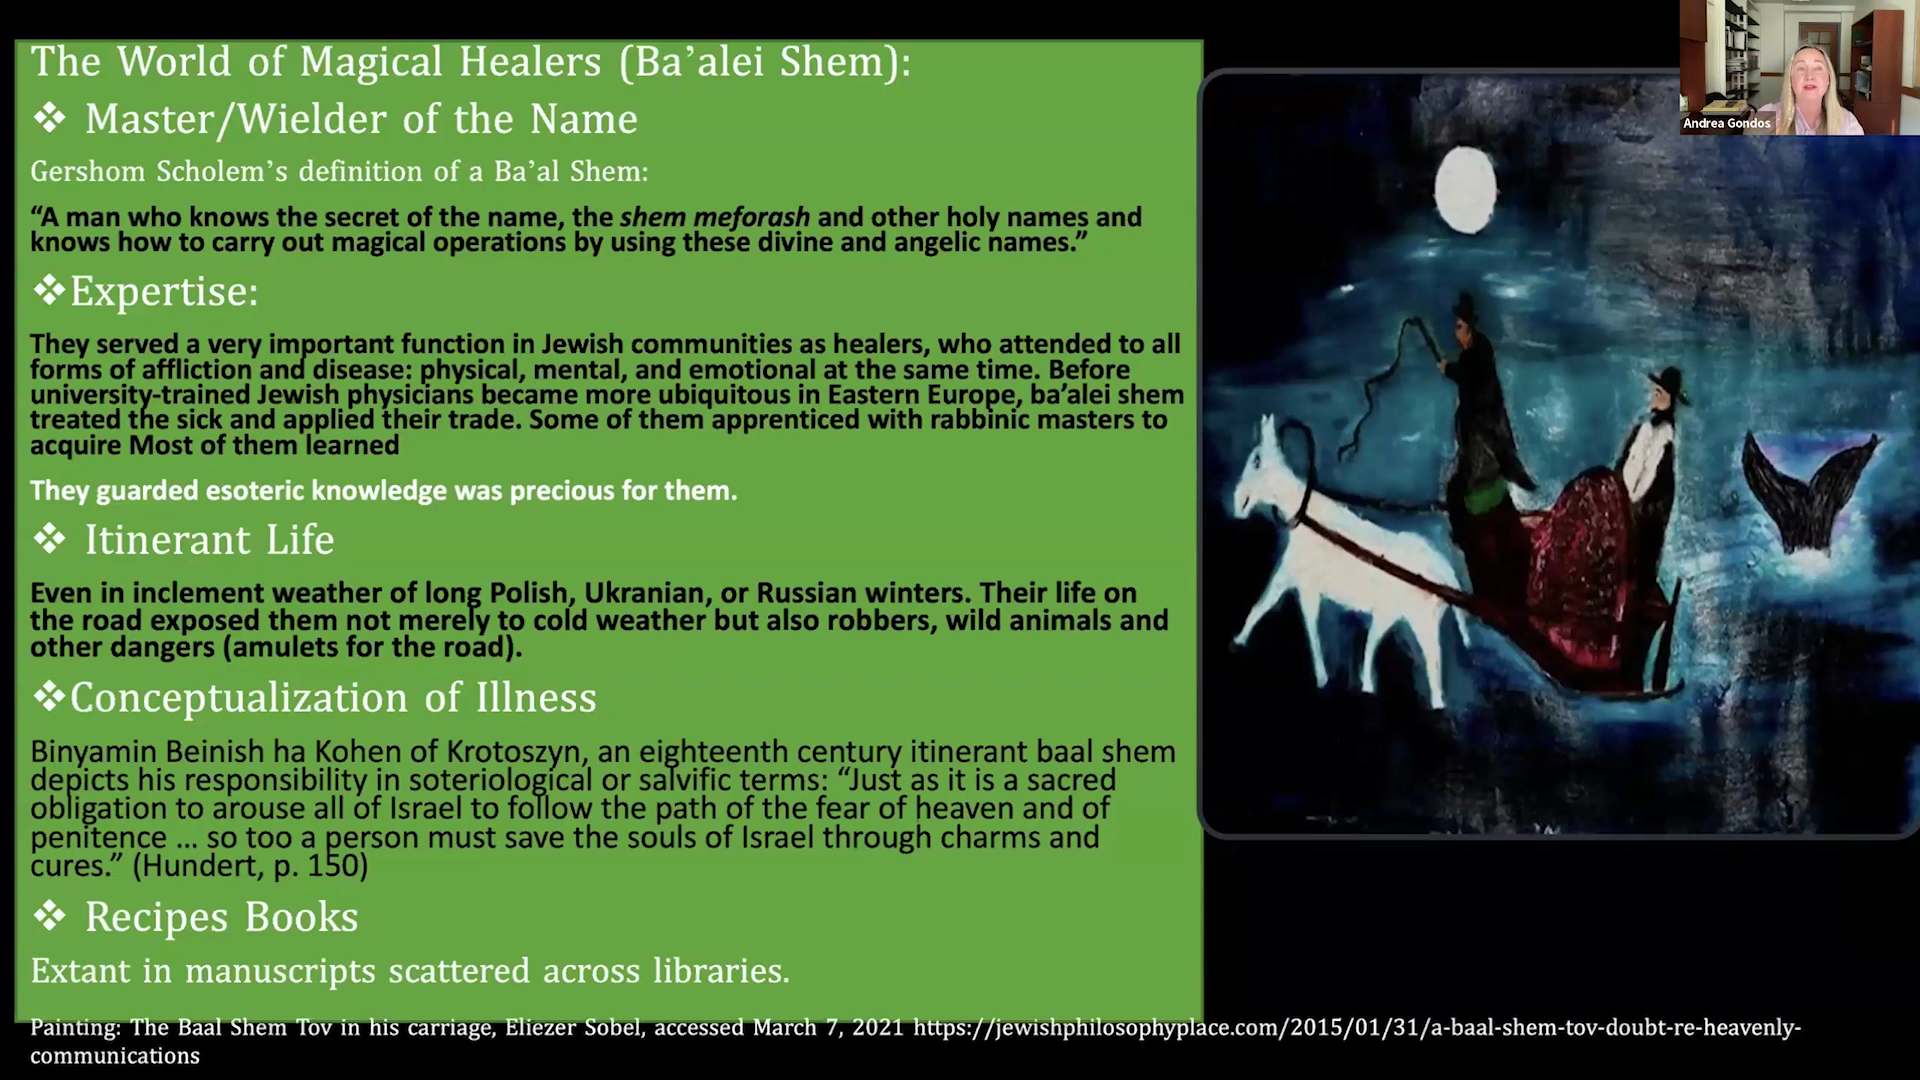 The World of Magical Healers (Ba’alei Shem):
❖ Master/Wielder of the Name
Gershom Scholem’s definition of a Ba’al Shem:
“A man who knows the secret of the name, the shem meforash and other holy names and
knows how to carry out magical operations by using these divine and angelic names.”
❖Expertise:
They served a very important function in Jewish communities as healers, who attended to all
forms of affliction and disease: physical, mental, and emotional at the same time. Before
university-trained Jewish physicians became more ubiquitous in Eastern Europe, ba’alei shem
treated the sick and applied their trade. Some of them apprenticed with rabbinic masters to
acquire Most of them learned
They guarded esoteric knowledge was precious for them.
❖ Itinerant Life
Even in inclement weather of long Polish, Ukranian, or Russian winters. Their life on
the road exposed them not merely to cold weather but also robbers, wild animals and
other dangers (amulets for the road).
❖Conceptualization of Illness
Binyamin Beinish ha Kohen of Krotoszyn, an eighteenth century itinerant baal shem
depicts his responsibility in soteriological or salvific terms: “Just as it is a sacred
obligation to arouse all of Israel to follow the path of the fear of heaven and of
penitence ... so too a person must save the souls of Israel through charms and
cures.” (Hundert, p. 150)
❖ Recipes Books
Extant in manuscripts scattered across libraries.
Painting: The Baal Shem Tov in his carriage, Eliezer Sobel, accessed March 7, 2021 https://jewishphilosophyplace.com/2015/01/31/a-baal-shem-tov-doubt-re-heavenly-
communications
Andrea Gondos